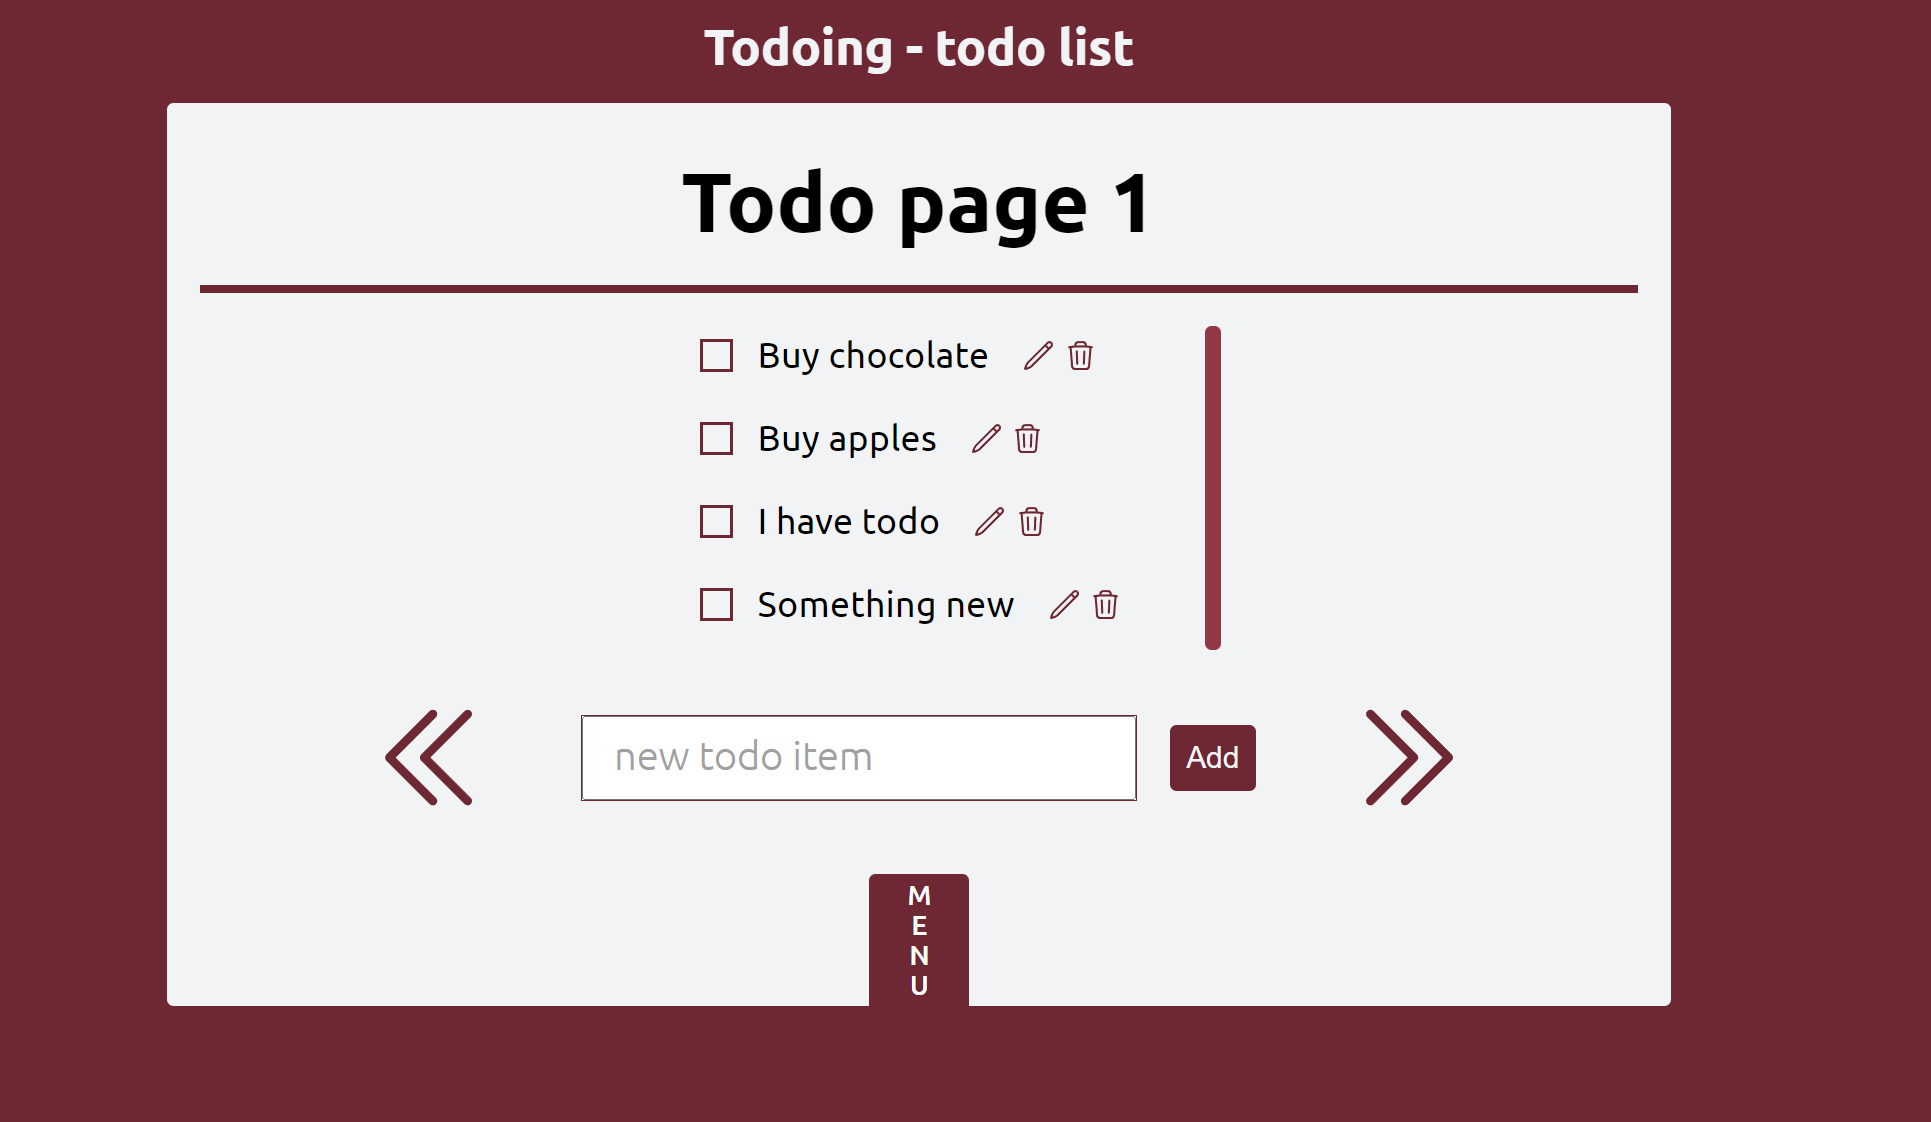 Todoing - todo list
Todo page 1
Buy chocolate
Buy apples
I have todo
Something new
new todo item
Add
M
E
N
U